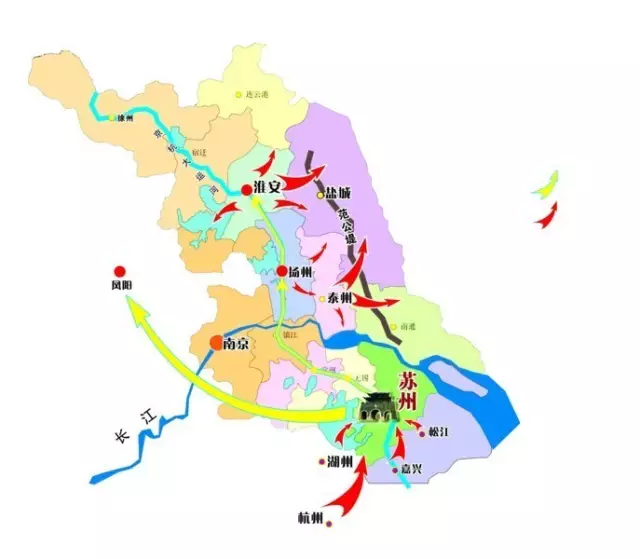 连云港
徐州
京杭大运河
宿迁
淮安
盐城
范公堤
凤阳
扬州
泰州
南京
镇江
南通
常州
无锡
苏州
长江
松江
湖州
嘉兴
杭州